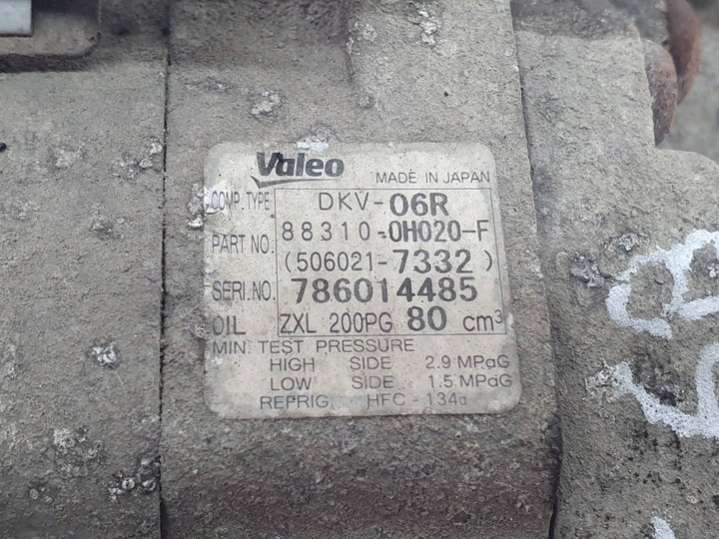 Valeo MADE IN JAPAN
COMP. TYPE DKV-06R
PART NO. 88310-0H020-F
(506021-7332)
SERI.NO. 786014485
OIL ZXL 200PG 80 cm³
MIN. TEST PRESSURE
HIGH SIDE 2.9 MPaG
LOW SIDE 1.5 MPaG
REFRIG. HFC-134a